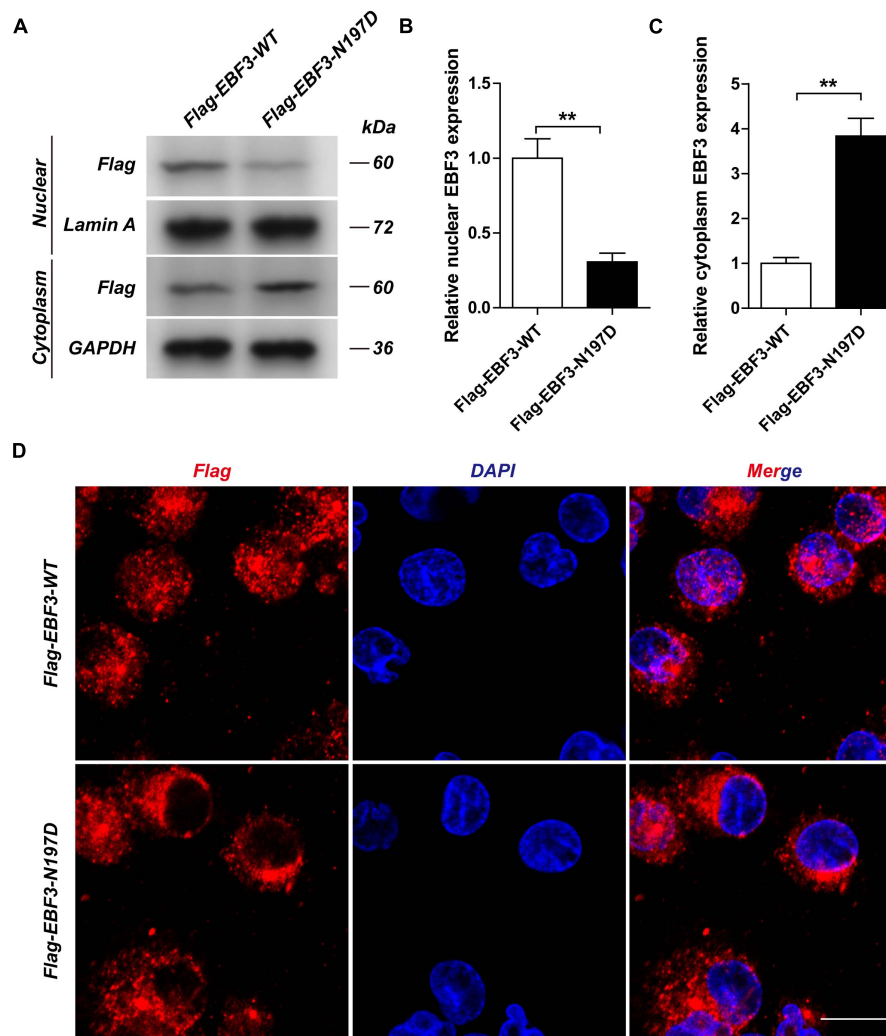 A
Flag-EBF3-WT
Flag-EBF3-N197D
kDa
Nuclear
Flag
60
Lamin A
72
Cytoplasm
Flag
60
GAPDH
36
B
Relative nuclear EBF3 expression
1.5
1.0
0.5
0.0
**
Flag-EBF3-WT
Flag-EBF3-N197D
C
Relative cytoplasm EBF3 expression
5
4
3
2
1
0
**
Flag-EBF3-WT
Flag-EBF3-N197D
D
Flag
DAPI
Merge
Flag-EBF3-WT
Flag-EBF3-N197D